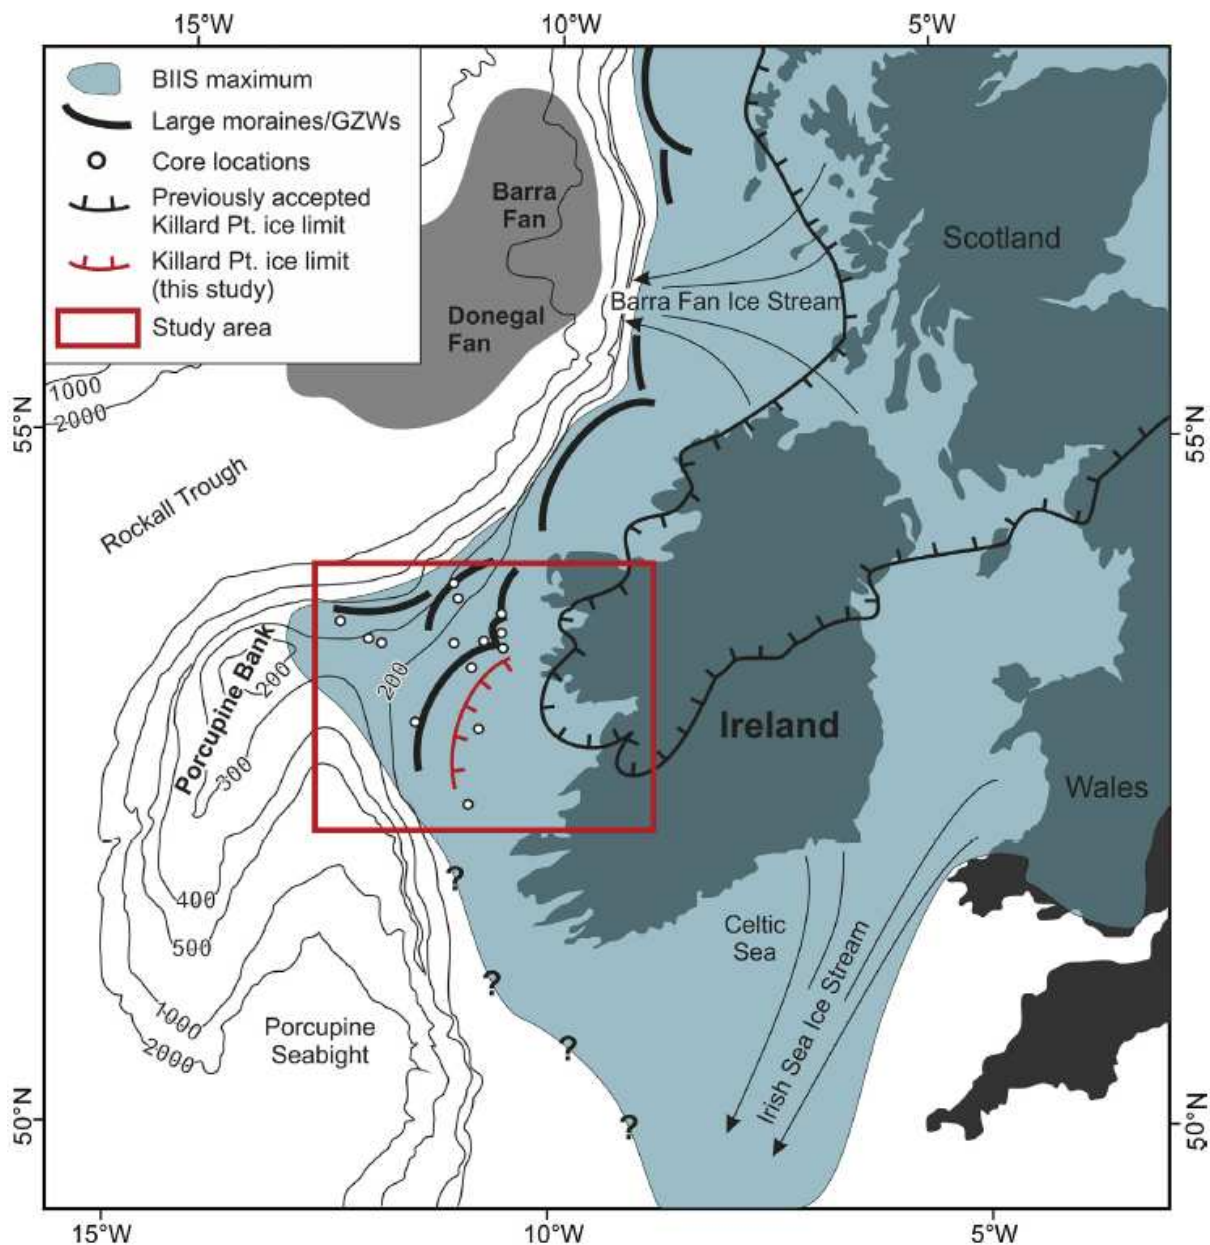 15°W
10°W
5°W
BIIS maximum
Large moraines/GZWs
Core locations
Previously accepted
Killard Pt. ice limit
Killard Pt. ice limit
(this study)
Study area
Barra
Fan
Scotland
Barra Fan Ice Stream
Donegal
Fan
1000
2000
55°N
55°N
Rockall Trough
Porcupine Bank
200
200
300
Ireland
Wales
?
400
500
Celtic
Sea
Irish Sea Ice Stream
?
1000
2000
Porcupine
Seabight
?
?
50°N
50°N
15°W
10°W
5°W